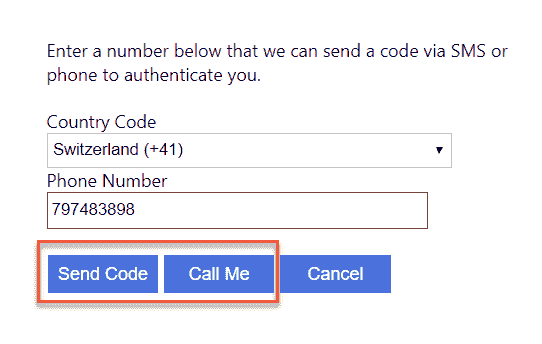 Enter a number below that we can send a code via SMS or
phone to authenticate you.
Country Code
Switzerland (+41)
Phone Number
797483898
Send Code Call Me Cancel